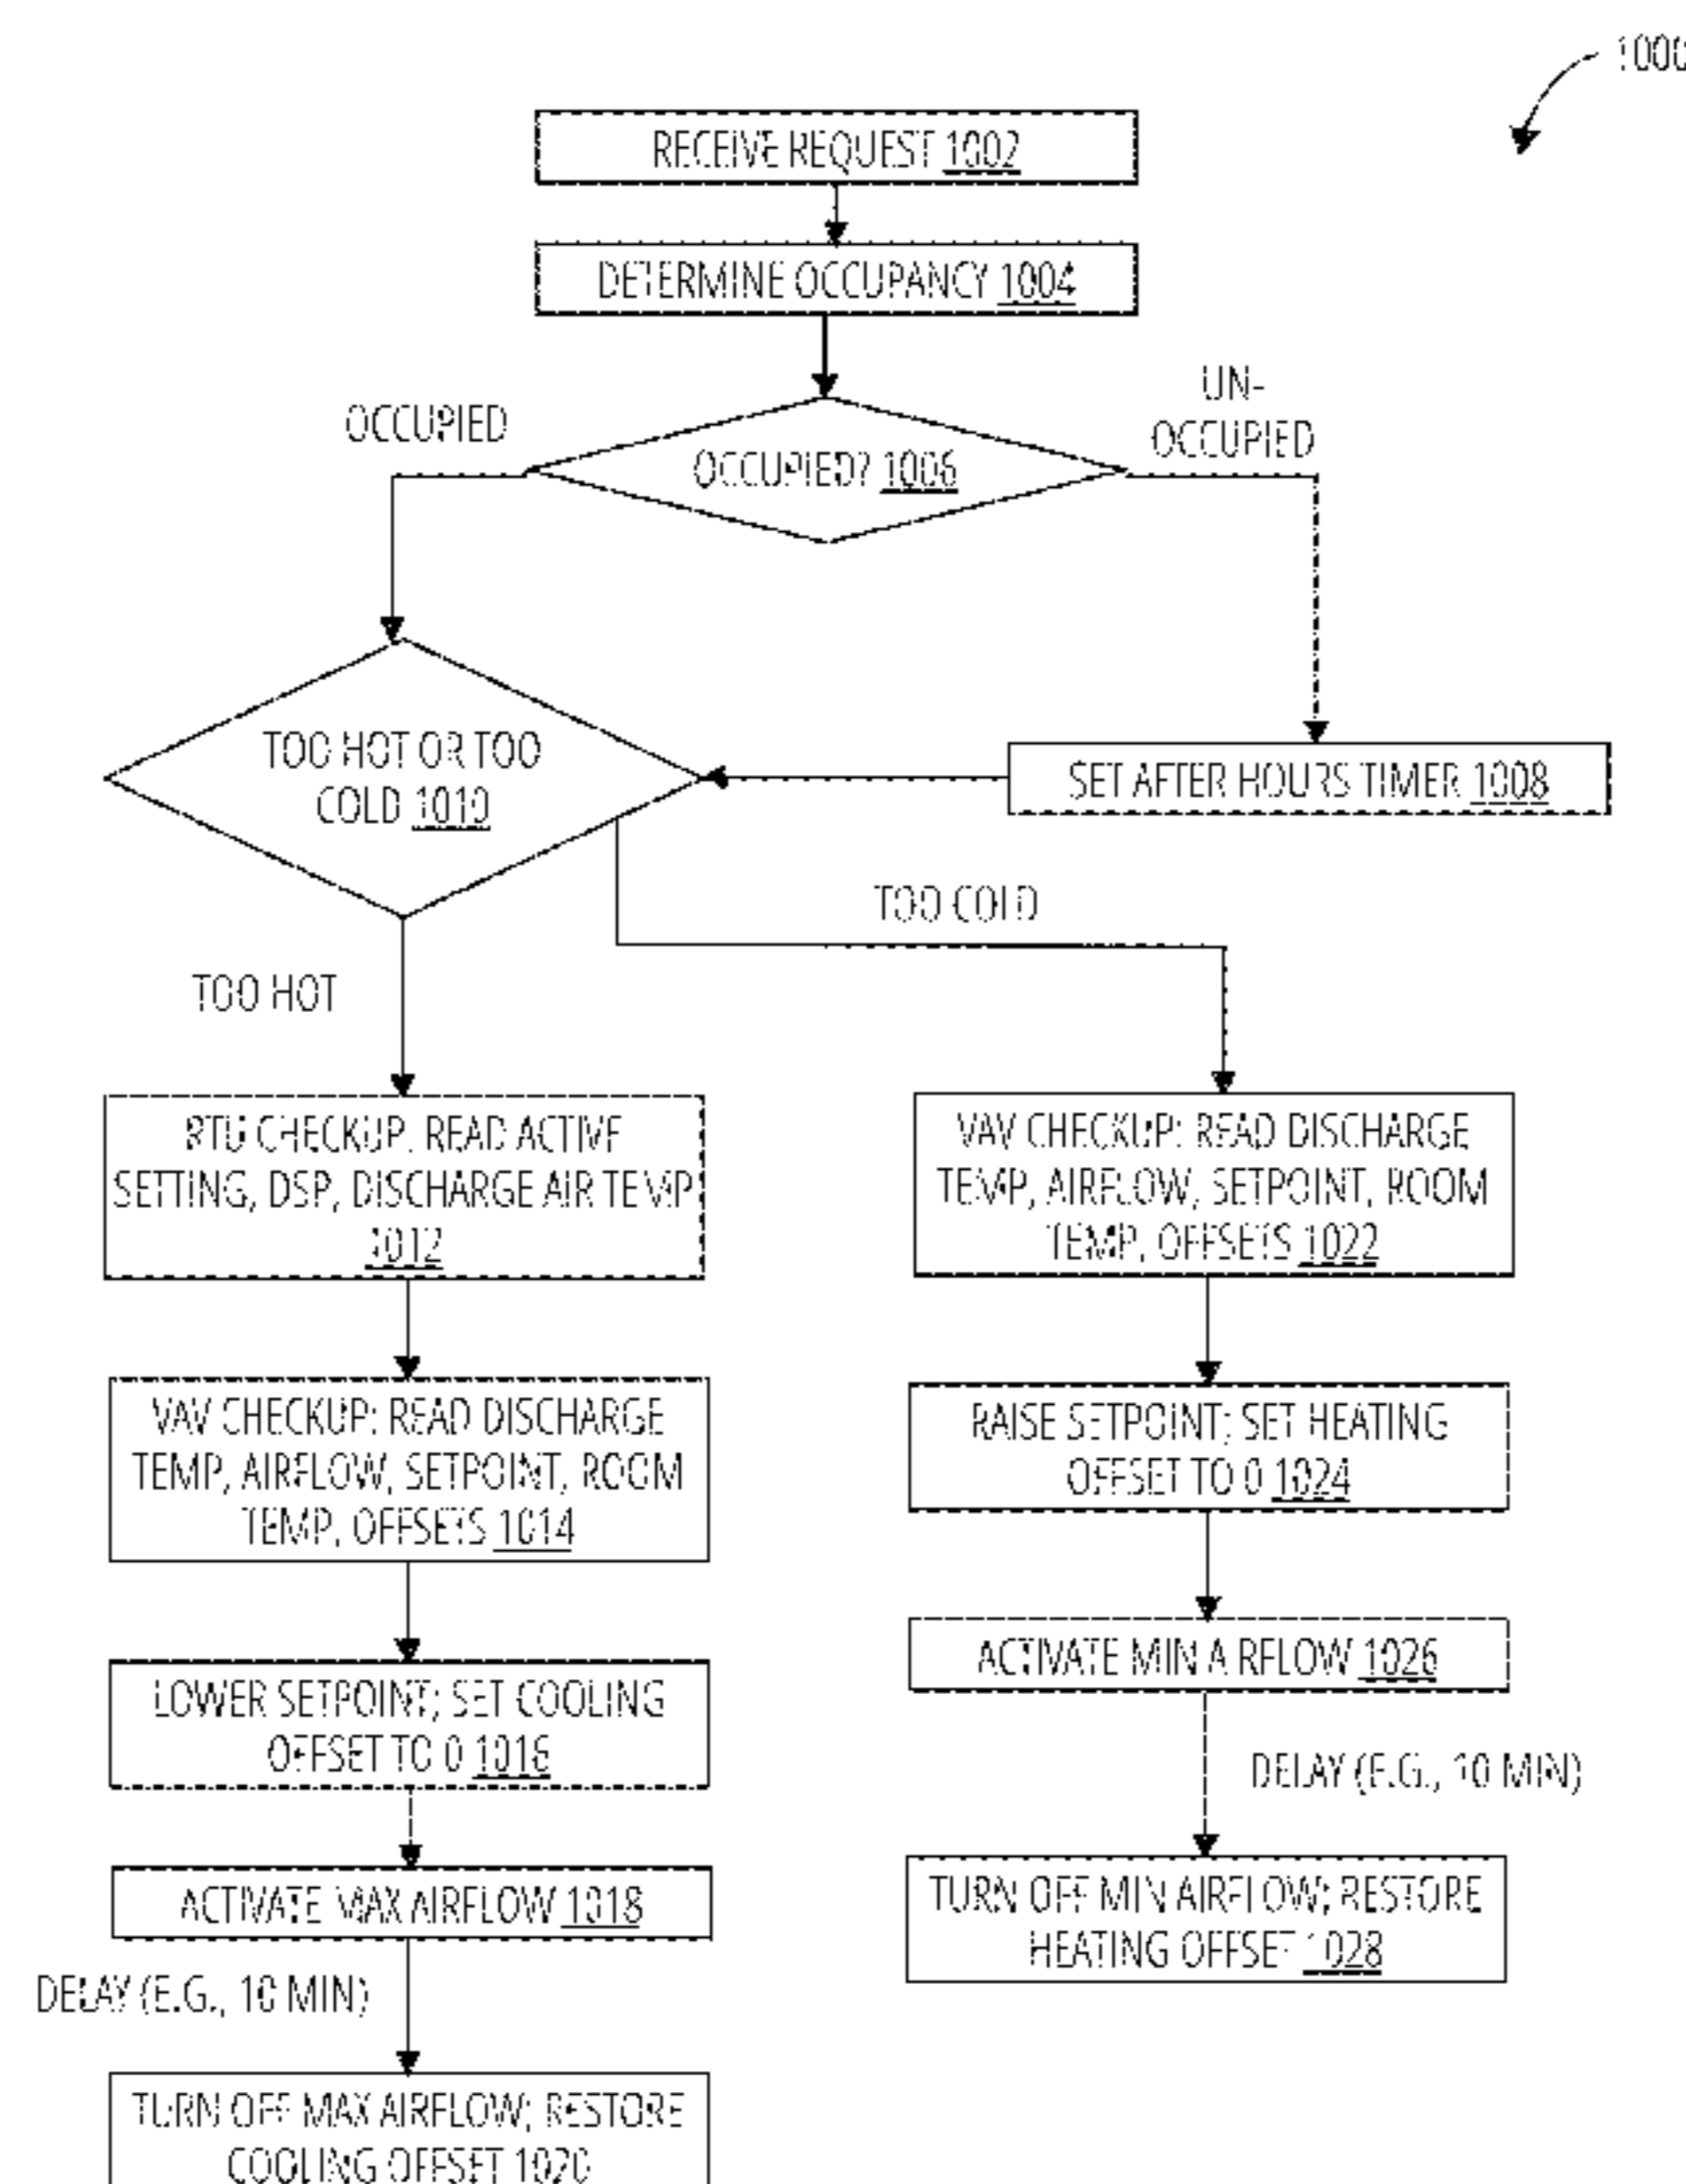 1000
RECEIVE REQUEST 1002
DETERMINE OCCUPANCY 1004
OCCUPIED
UN-
OCCUPIED
OCCUPIED? 1006
TOO HOT OR TOO
COLD 1010
SET AFTER HOURS TIMER 1008
TOO COLD
TOO HOT
RTU CHECKUP. READ ACTIVE
SETTING, DSP, DISCHARGE AIR TEMP
1012
VAV CHECKUP: READ DISCHARGE
TEMP, AIRFLOW, SETPOINT, ROOM
TEMP, OFFSETS 1022
VAV CHECKUP: READ DISCHARGE
TEMP, AIRFLOW, SETPOINT, ROOM
TEMP, OFFSETS 1014
RAISE SETPOINT; SET HEATING
OFFSET TO 0 1024
LOWER SETPOINT; SET COOLING
OFFSET TO 0 1016
ACTIVATE MIN AIRFLOW 1026
DELAY (E.G., 10 MIN)
ACTIVATE MAX AIRFLOW 1018
TURN OFF MIN AIRFLOW; RESTORE
HEATING OFFSET 1028
DELAY (E.G., 10 MIN)
TURN OFF MAX AIRFLOW; RESTORE
COOLING OFFSET 1020